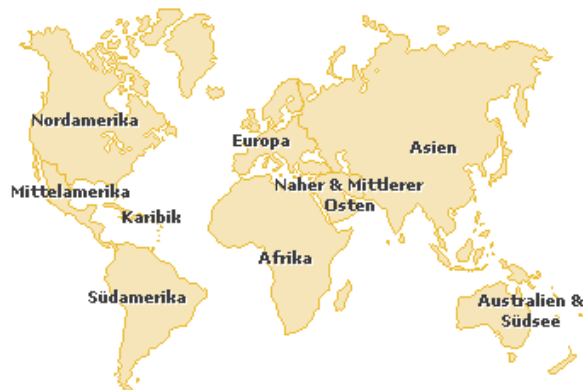 Nordamerika
Europa
Asien
Mittelamerika
Naher & Mittlerer
Osten
Karibik
Afrika
Südamerika
Australien &
Südsee